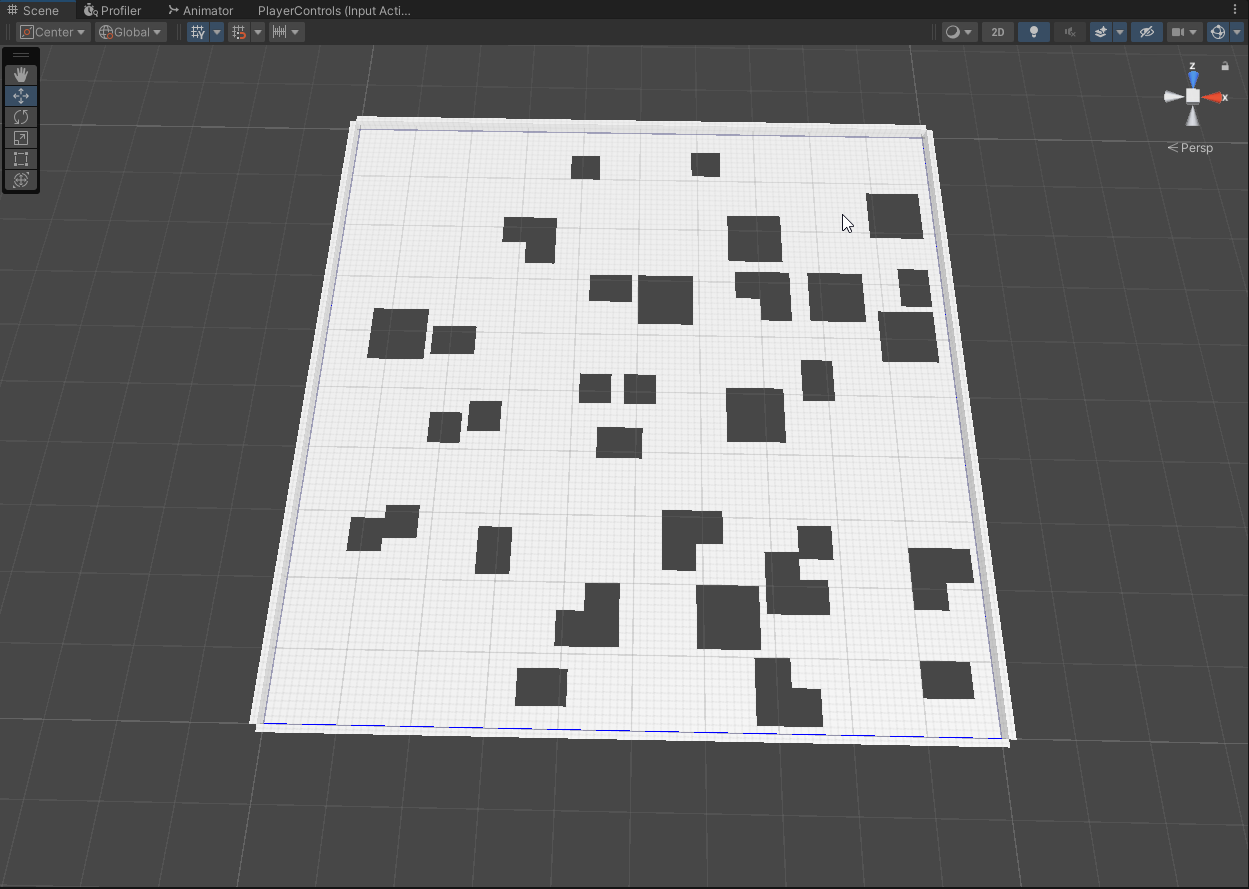 Scene Profiler Animator PlayerControls (Input Acti...
Center Global 2D
z
x
Persp